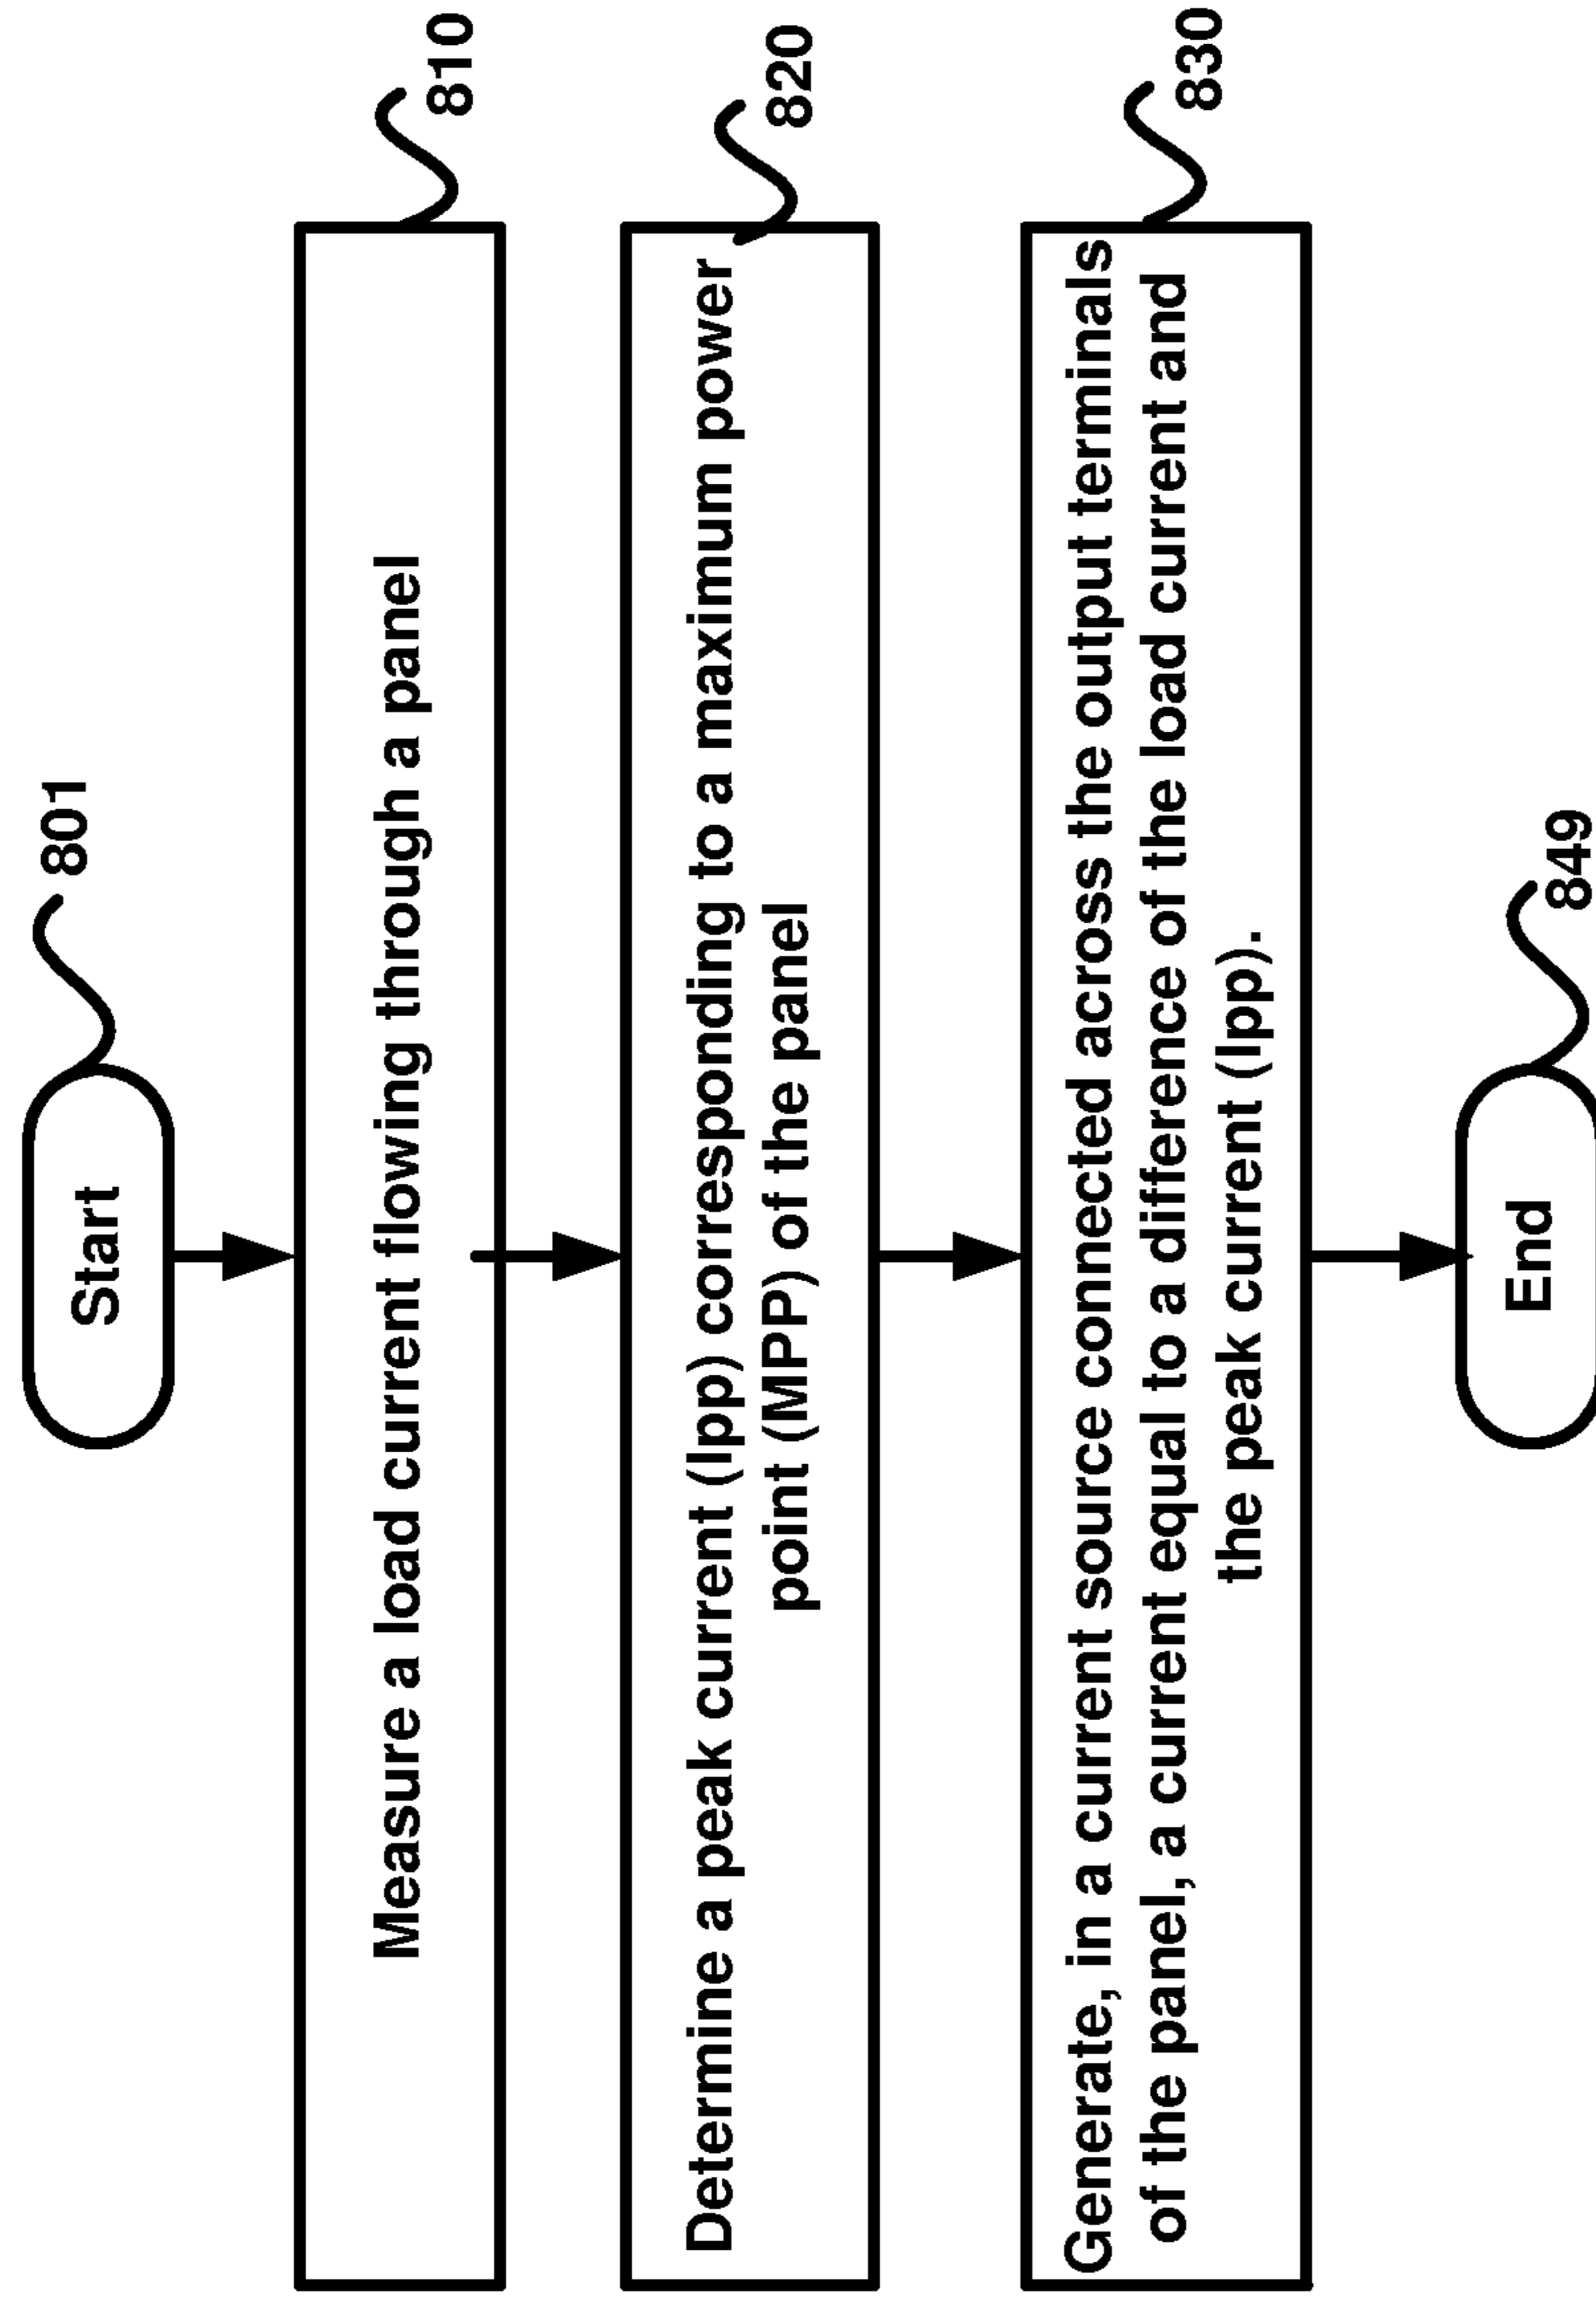 Start
801
Measure a load current flowing through a panel
810
Determine a peak current (Ipp) corresponding to a maximum power
point (MPP) of the panel
820
Generate, in a current source connected across the output terminals
of the panel, a current equal to a difference of the load current and
the peak current (Ipp).
830
End
849